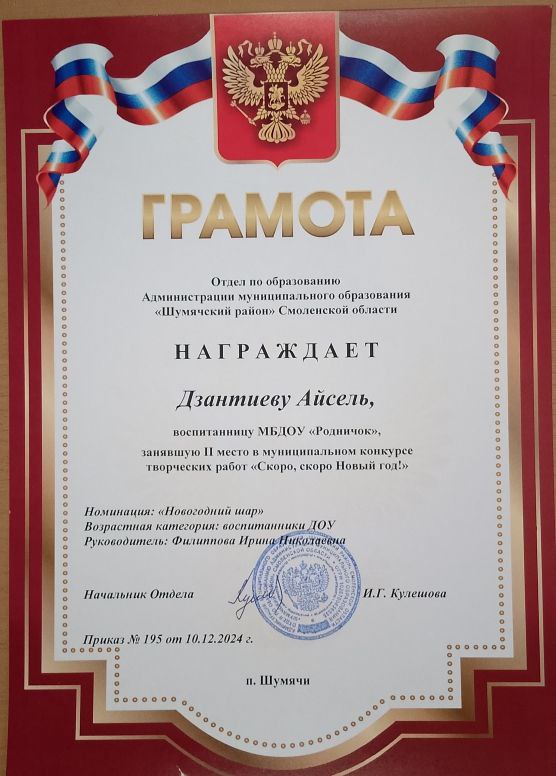 ГРАМОТА
Отдел по образованию
Администрации муниципального образования
«Шумячский район» Смоленской области
НАГРАЖДАЕТ
Дзантиеву Айсель,
воспитанницу МБДОУ «Родничок»,
занявшую II место в муниципальном конкурсе
творческих работ «Скоро, скоро Новый год!»
Номинация: «Новогодний шар»
Возрастная категория: воспитанники ДОУ
Руководитель: Филиппова Ирина Николаевна
Начальник Отдела И.Г. Кулешова
Приказ № 195 от 10.12.2024 г.
п. Шумячи